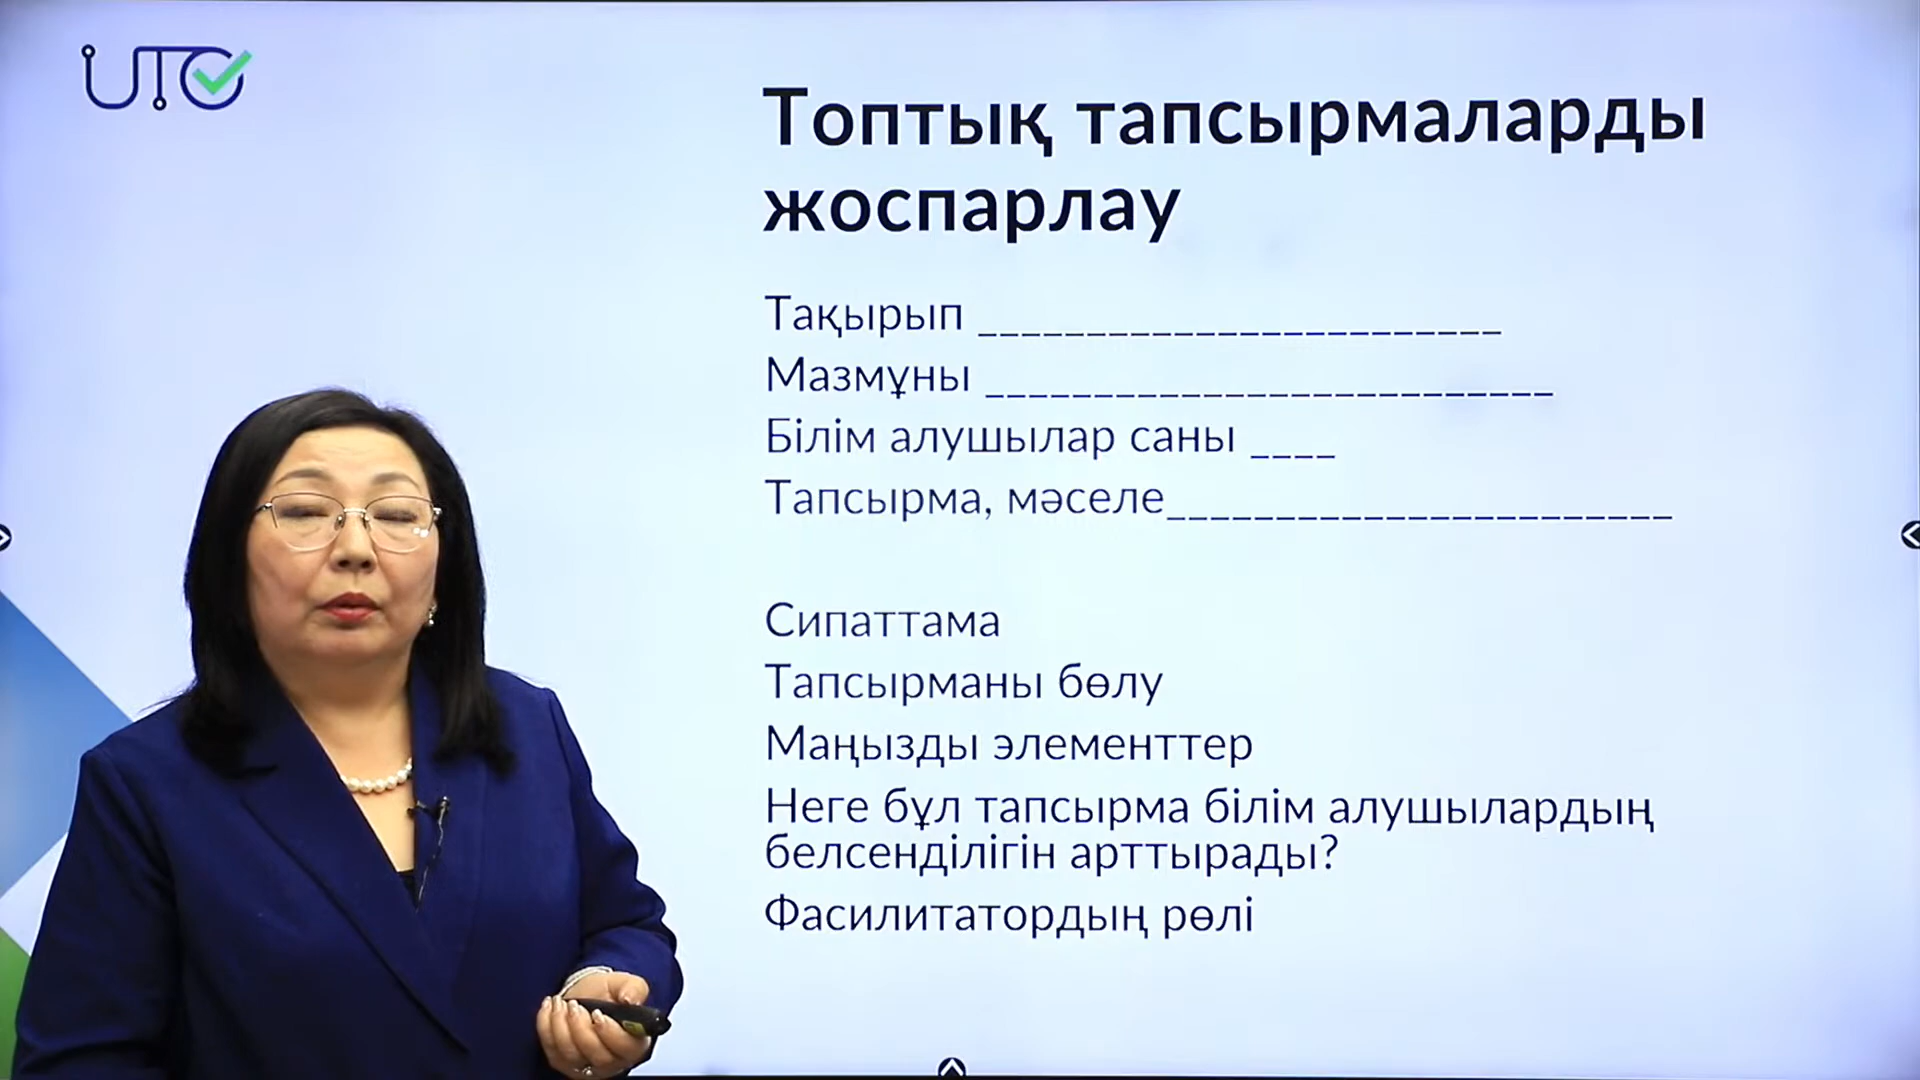 UTO
Топтық тапсырмаларды
жоспарлау
Тақырып ________________________
Мазмұны __________________________
Білім алушылар саны ____
Тапсырма, мәселе_______________________
Сипаттама
Тапсырманы бөлу
Маңызды элементтер
Неге бұл тапсырма білім алушылардың
белсенділігін арттырады?
Фасилитатордың рөлі